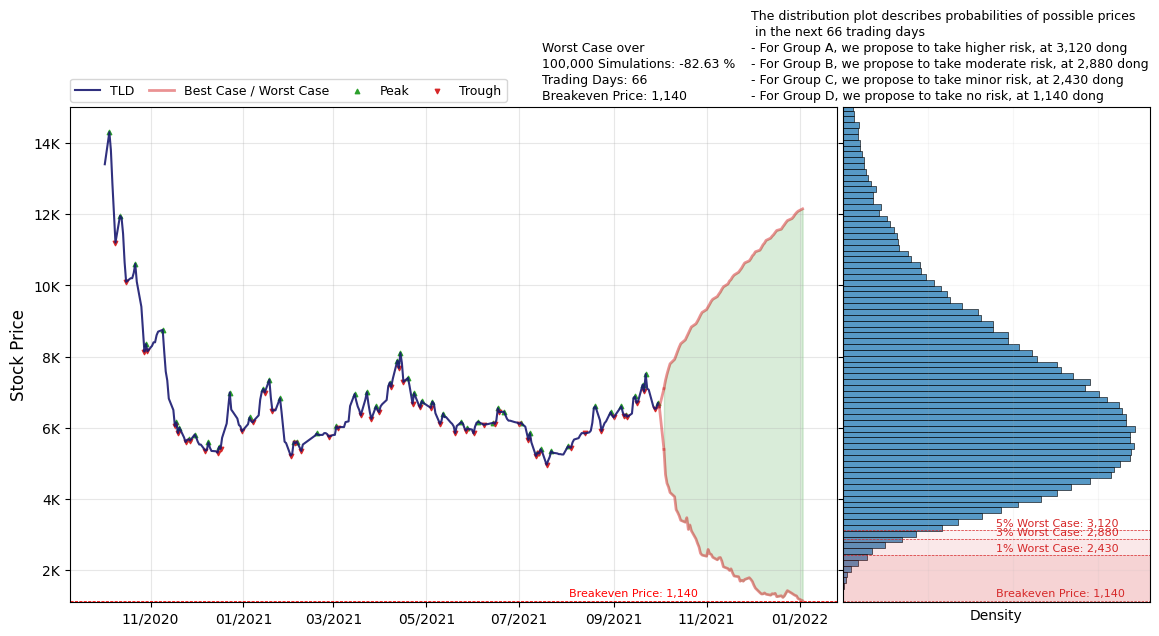 The distribution plot describes probabilities of possible prices
in the next 66 trading days
- For Group A, we propose to take higher risk, at 3,120 dong
- For Group B, we propose to take moderate risk, at 2,880 dong
- For Group C, we propose to take minor risk, at 2,430 dong
- For Group D, we propose to take no risk, at 1,140 dong
Worst Case over
100,000 Simulations: -82.63 %
Trading Days: 66
Breakeven Price: 1,140
TLD
Best Case / Worst Case
Peak
Trough
Stock Price
14K
12K
10K
8K
6K
4K
2K
Breakeven Price: 1,140
11/2020
01/2021
03/2021
05/2021
07/2021
09/2021
11/2021
01/2022
5% Worst Case: 3,120
3% Worst Case: 2,880
1% Worst Case: 2,430
Breakeven Price: 1,140
Density